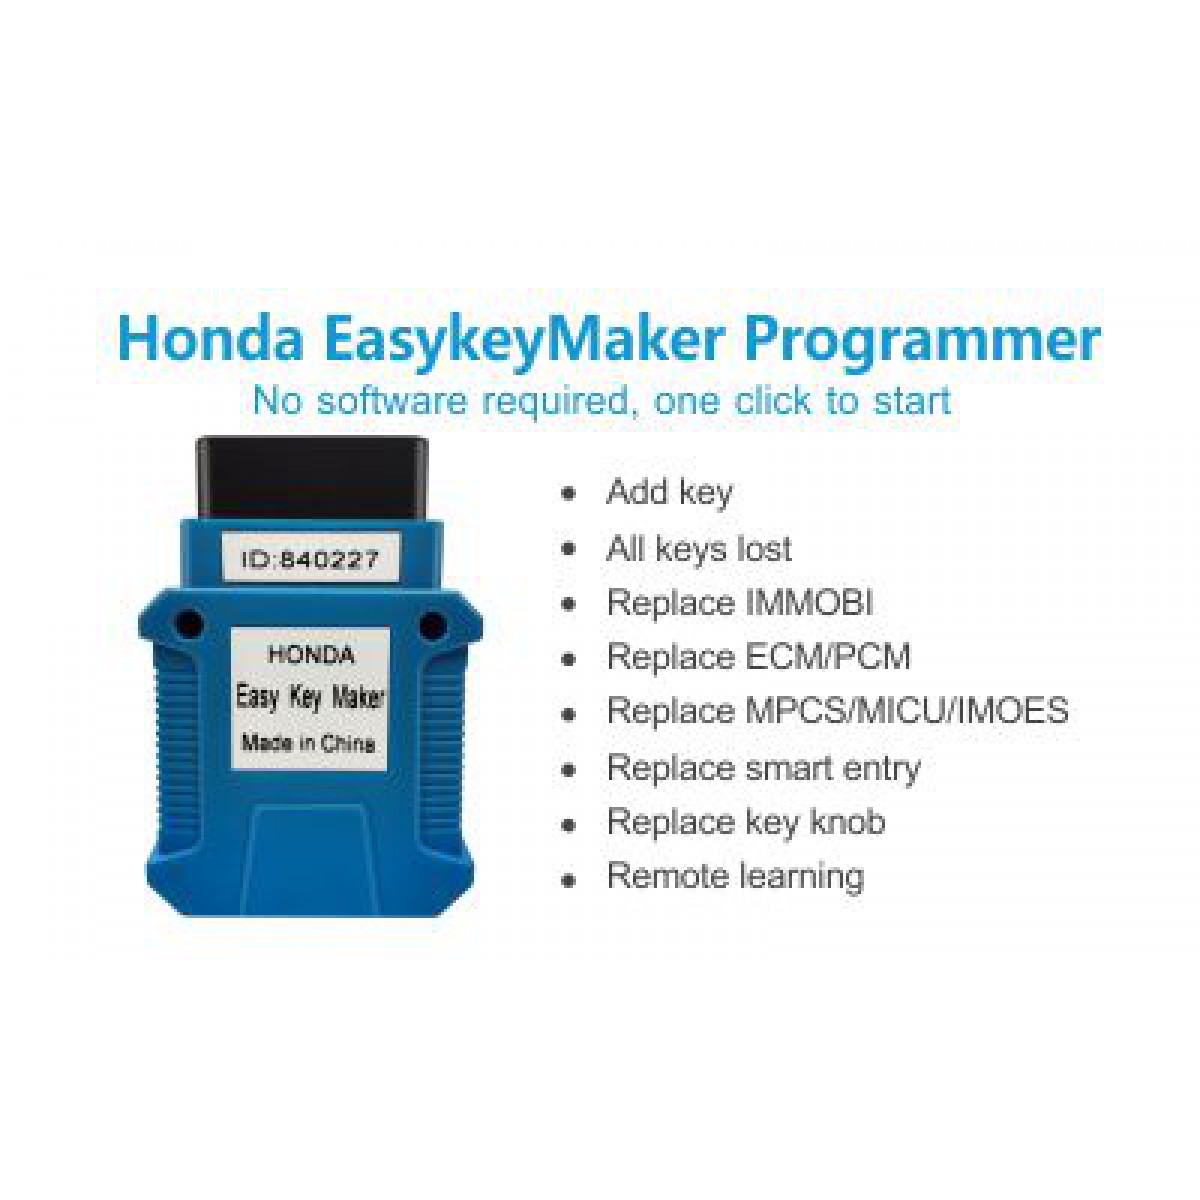 Honda EasykeyMaker Programmer
No software required, one click to start
ID:840227
HONDA
Easy Key Maker
Made in China
• Add key
• All keys lost
• Replace IMMOBI
• Replace ECM/PCM
• Replace MPCS/MICU/IMOES
• Replace smart entry
• Replace key knob
• Remote learning